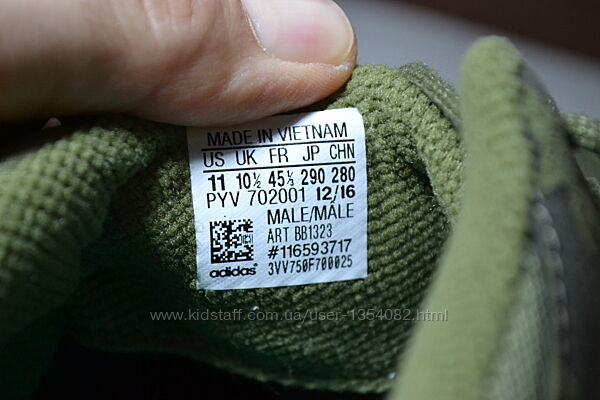 MADE IN VIETNAM
US UK FR JP CHN
11 10½ 45⅓ 290 280
PYV 702001 12/16
MALE/MÂLE
ART BB1323
#116593717
3VV750F700025
adidas
www.kidstaff.com.ua/user-1354082.html